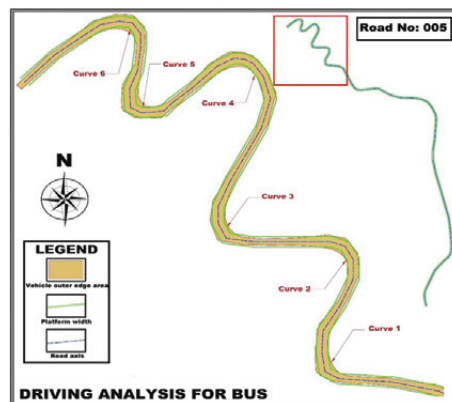 Road No: 005
Curve 6
Curve 5
Curve 4
N
Curve 3
LEGEND
Vehicle outer edge area
Curve 2
Platform width
Curve 1
Road axis
DRIVING ANALYSIS FOR BUS